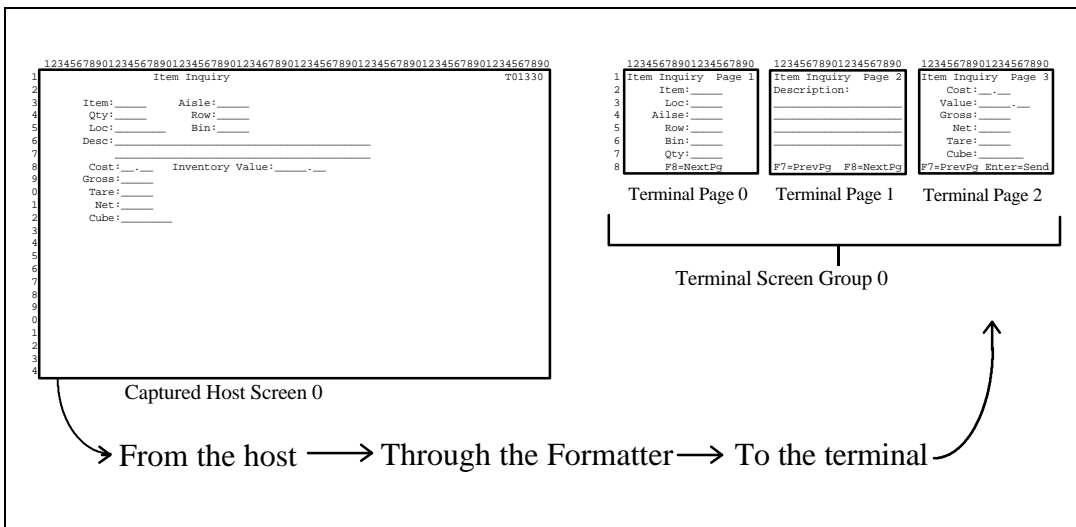 12345678901234567890123456789012345678901234567890123456789012345678901234567890
1 Item Inquiry T01330
2
3 Item:_____ Aisle:_____
4 Qty:_____ Row:_____
5 Loc:________ Bin:_____
6 Desc:________________________________________
7 ________________________________________
8 Cost:__.__ Inventory Value:_____.__
9 Gross:_____
0 Tare:_____
1 Net:_____
2 Cube:________
3
4
5
6
7
8
9
0
1
2
3
4
Captured Host Screen 0
12345678901234567890
1 Item Inquiry Page 1
2 Item:_____
3 Loc:_____
4 Ailse:_____
5 Row:_____
6 Bin:_____
7 Qty:_____
8 F8=NextPg
Terminal Page 0
12345678901234567890
Item Inquiry Page 2
Description:
____________________
____________________
____________________
____________________
F7=PrevPg F8=NextPg
Terminal Page 1
12345678901234567890
Item Inquiry Page 3
Cost:__.__
Value:_____.__
Gross:_____
Net:_____
Tare:_____
Cube:_______
F7=PrevPg Enter=Send
Terminal Page 2
Terminal Screen Group 0
From the host Through the Formatter To the terminal